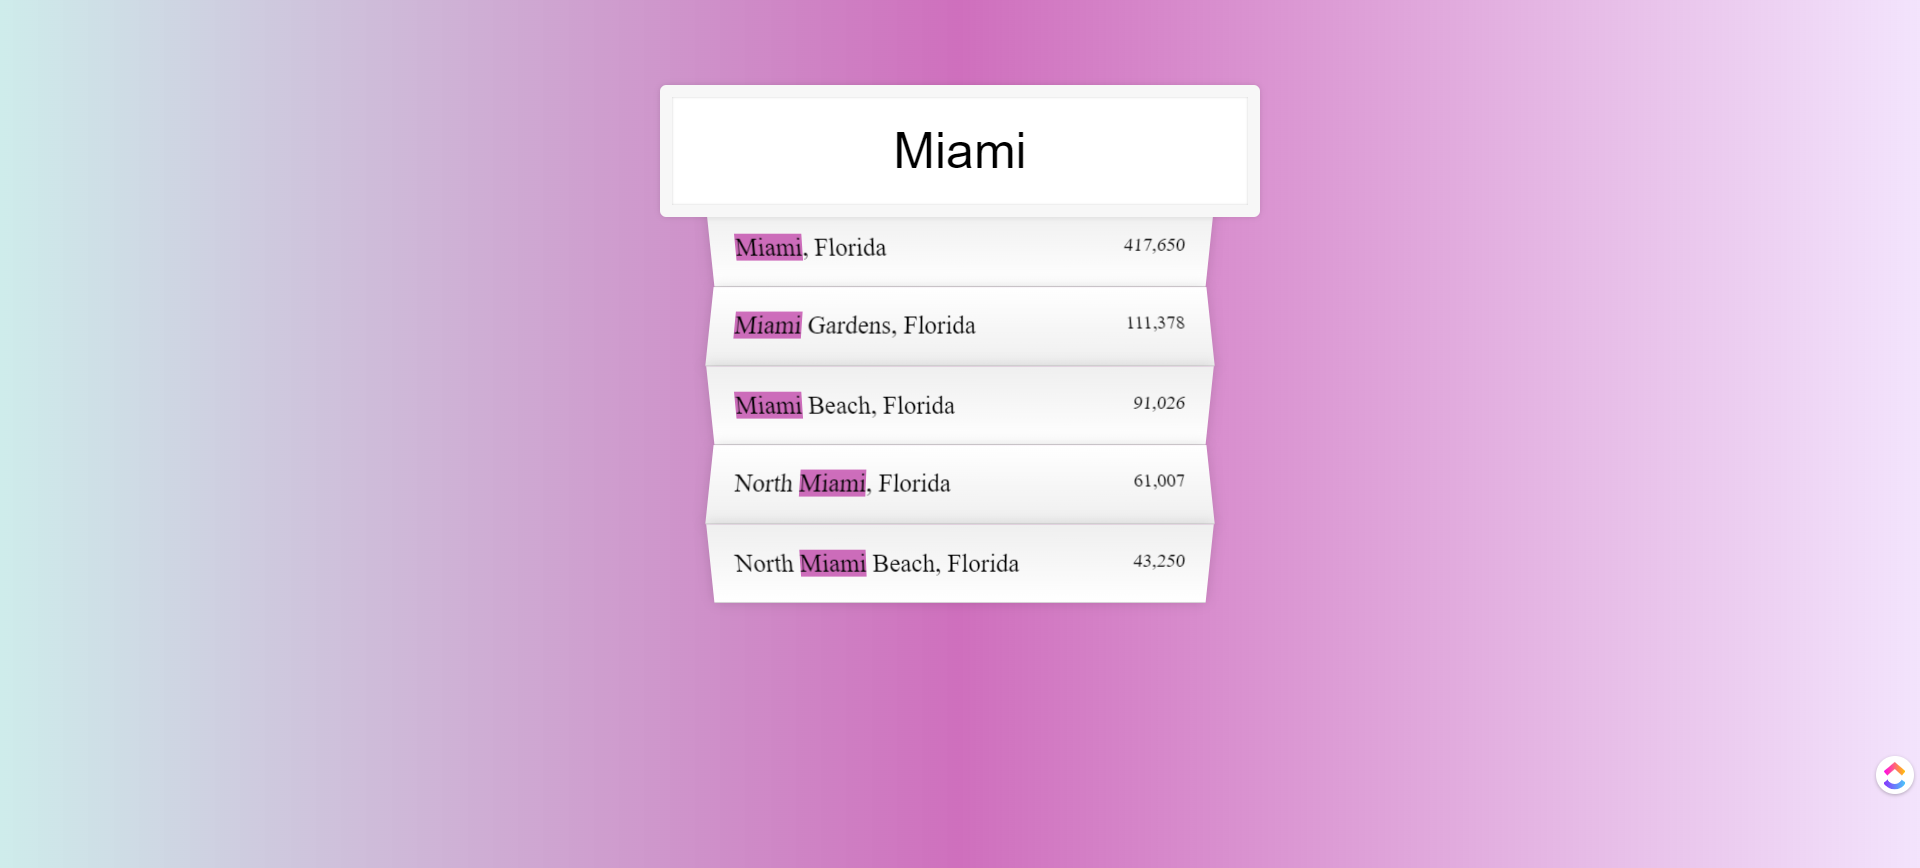 Miami
Miami, Florida 417,650
Miami Gardens, Florida 111,378
Miami Beach, Florida 91,026
North Miami, Florida 61,007
North Miami Beach, Florida 43,250